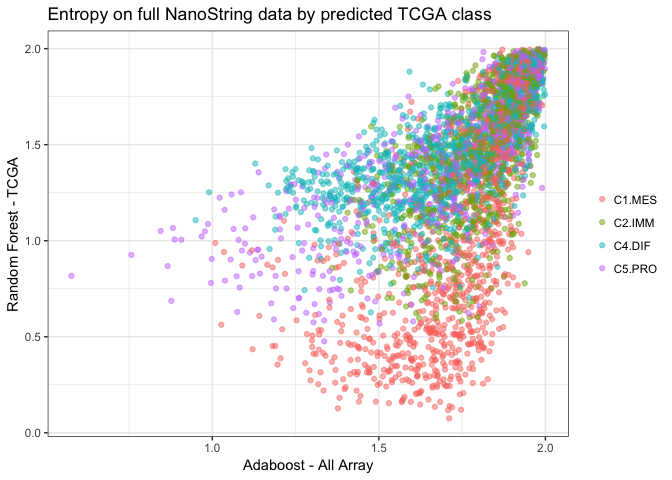 Entropy on full NanoString data by predicted TCGA class
2.0
1.5
1.0
0.5
0.0
Random Forest - TCGA
1.0
1.5
2.0
Adaboost - All Array
C1.MES
C2.IMM
C4.DIF
C5.PRO